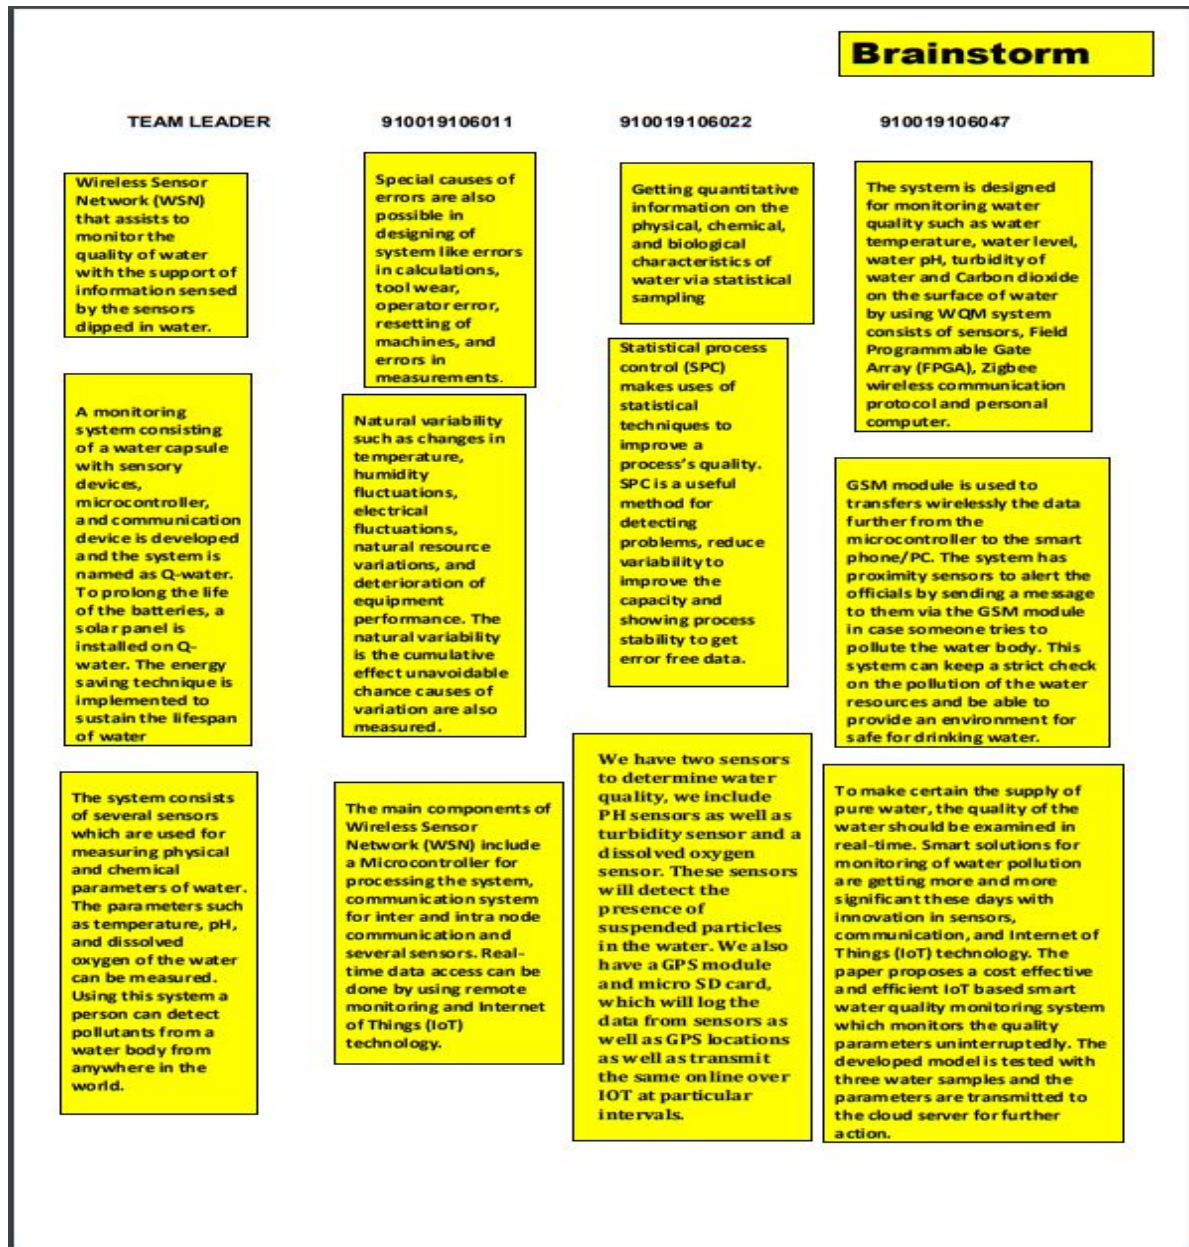 Brainstorm
TEAM LEADER
910019106011
910019106022
910019106047
Wireless Sensor
Network (WSN)
that assists to
monitor the
quality of water
with the support of
information sensed
by the sensors
dipped in water.
A monitoring
system consisting
of a water capsule
with sensory
devices,
microcontroller,
and communication
device is developed
and the system is
named as Q-water.
To prolong the life
of the batteries, a
solar panel is
installed on Q-
water. The energy
saving technique is
implemented to
sustain the lifespan
of water
The system consists
of several sensors
which are used for
measuring physical
and chemical
parameters of water.
The parameters such
as temperature, pH,
and dissolved
oxygen of the water
can be measured.
Using this system a
person can detect
pollutants from a
water body from
anywhere in the
world.
Special causes of
errors are also
possible in
designing of
system like errors
in calculations,
tool wear,
operator error,
resetting of
machines, and
errors in
measurements.
Natural variability
such as changes in
temperature,
humidity
fluctuations,
electrical
fluctuations,
natural resource
variations, and
deterioration of
equipment
performance. The
natural variability
is the cumulative
effect unavoidable
chance causes of
variation are also
measured.
The main components of
Wireless Sensor
Network (WSN) include
a Microcontroller for
processing the system,
communication system
for inter and intra node
communication and
several sensors. Real-
time data access can be
done by using remote
monitoring and Internet
of Things (IoT)
technology.
Getting quantitative
information on the
physical, chemical,
and biological
characteristics of
water via statistical
sampling
Statistical process
control (SPC)
makes uses of
statistical
techniques to
improve a
process's quality.
SPC is a useful
method for
detecting
problems, reduce
variability to
improve the
capacity and
showing process
stability to get
error free data.
We have two sensors
to determine water
quality, we include
PH sensors as well as
turbidity sensor and a
dissolved oxygen
sensor. These sensors
will detect the
presence of
suspended particles
in the water. We also
have a GPS module
and micro SD card,
which will log the
data from sensors as
well as GPS locations
as well as transmit
the same online over
IOT at particular
intervals.
The system is designed
for monitoring water
quality such as water
temperature, water level,
water pH, turbidity of
water and Carbon dioxide
on the surface of water
by using WQM system
consists of sensors, Field
Programmable Gate
Array (FPGA), Zigbee
wireless communication
protocol and personal
computer.
GSM module is used to
transfers wirelessly the data
further from the
microcontroller to the smart
phone/PC. The system has
proximity sensors to alert the
officials by sending a message
to them via the GSM module
in case someone tries to
pollute the water body. This
system can keep a strict check
on the pollution of the water
resources and be able to
provide an environment for
safe for drinking water.
To make certain the supply of
pure water, the quality of the
water should be examined in
real-time. Smart solutions for
monitoring of water pollution
are getting more and more
significant these days with
innovation in sensors,
communication, and Internet of
Things (IoT) technology. The
paper proposes a cost effective
and efficient IoT based smart
water quality monitoring system
which monitors the quality
parameters uninterruptedly. The
developed model is tested with
three water samples and the
parameters are transmitted to
the cloud server for further
action.